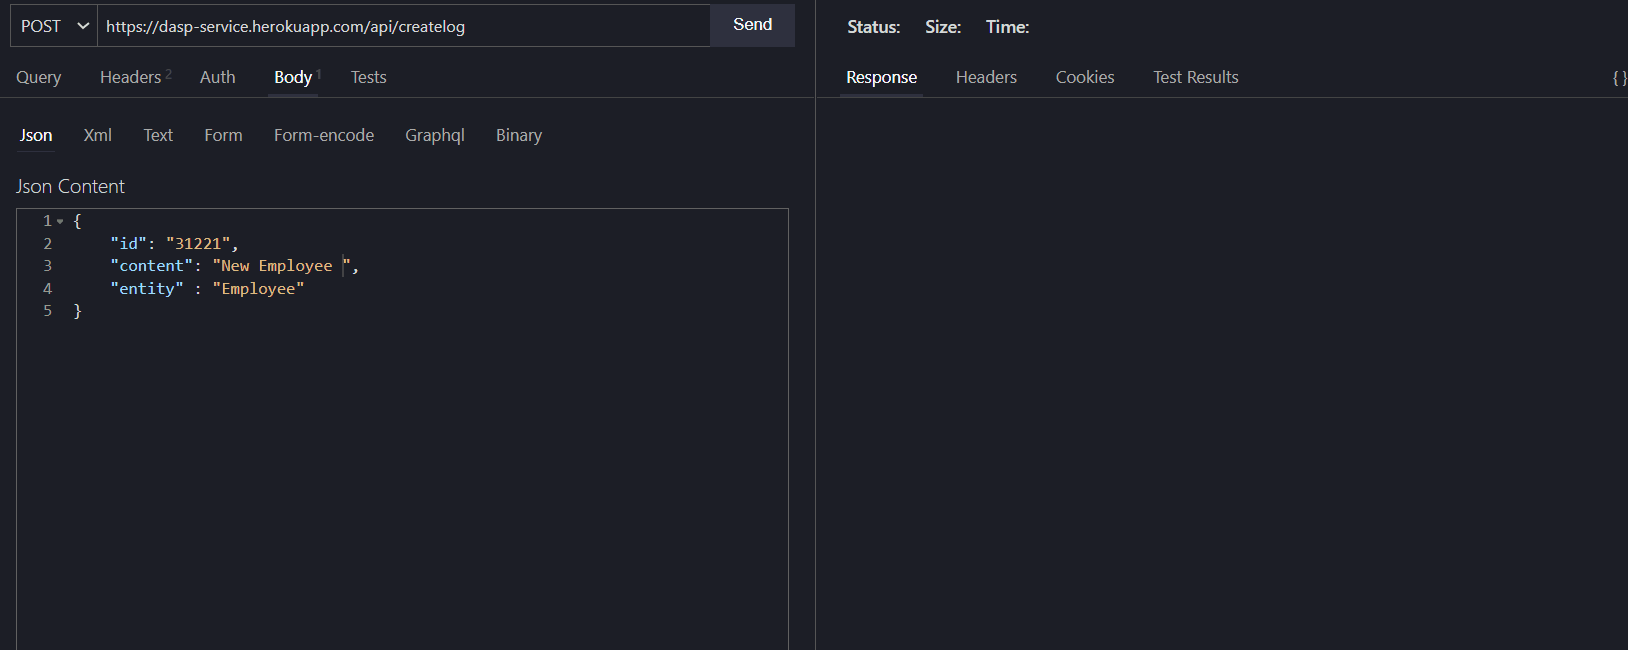 POST https://dasp-service.herokuapp.com/api/createlog Send
Query Headers 2 Auth Body 1 Tests
Json Xml Text Form Form-encode Graphql Binary
Json Content
1 {
2 "id": "31221",
3 "content": "New Employee ",
4 "entity" : "Employee"
5 }
Status: Size: Time:
Response Headers Cookies Test Results {}